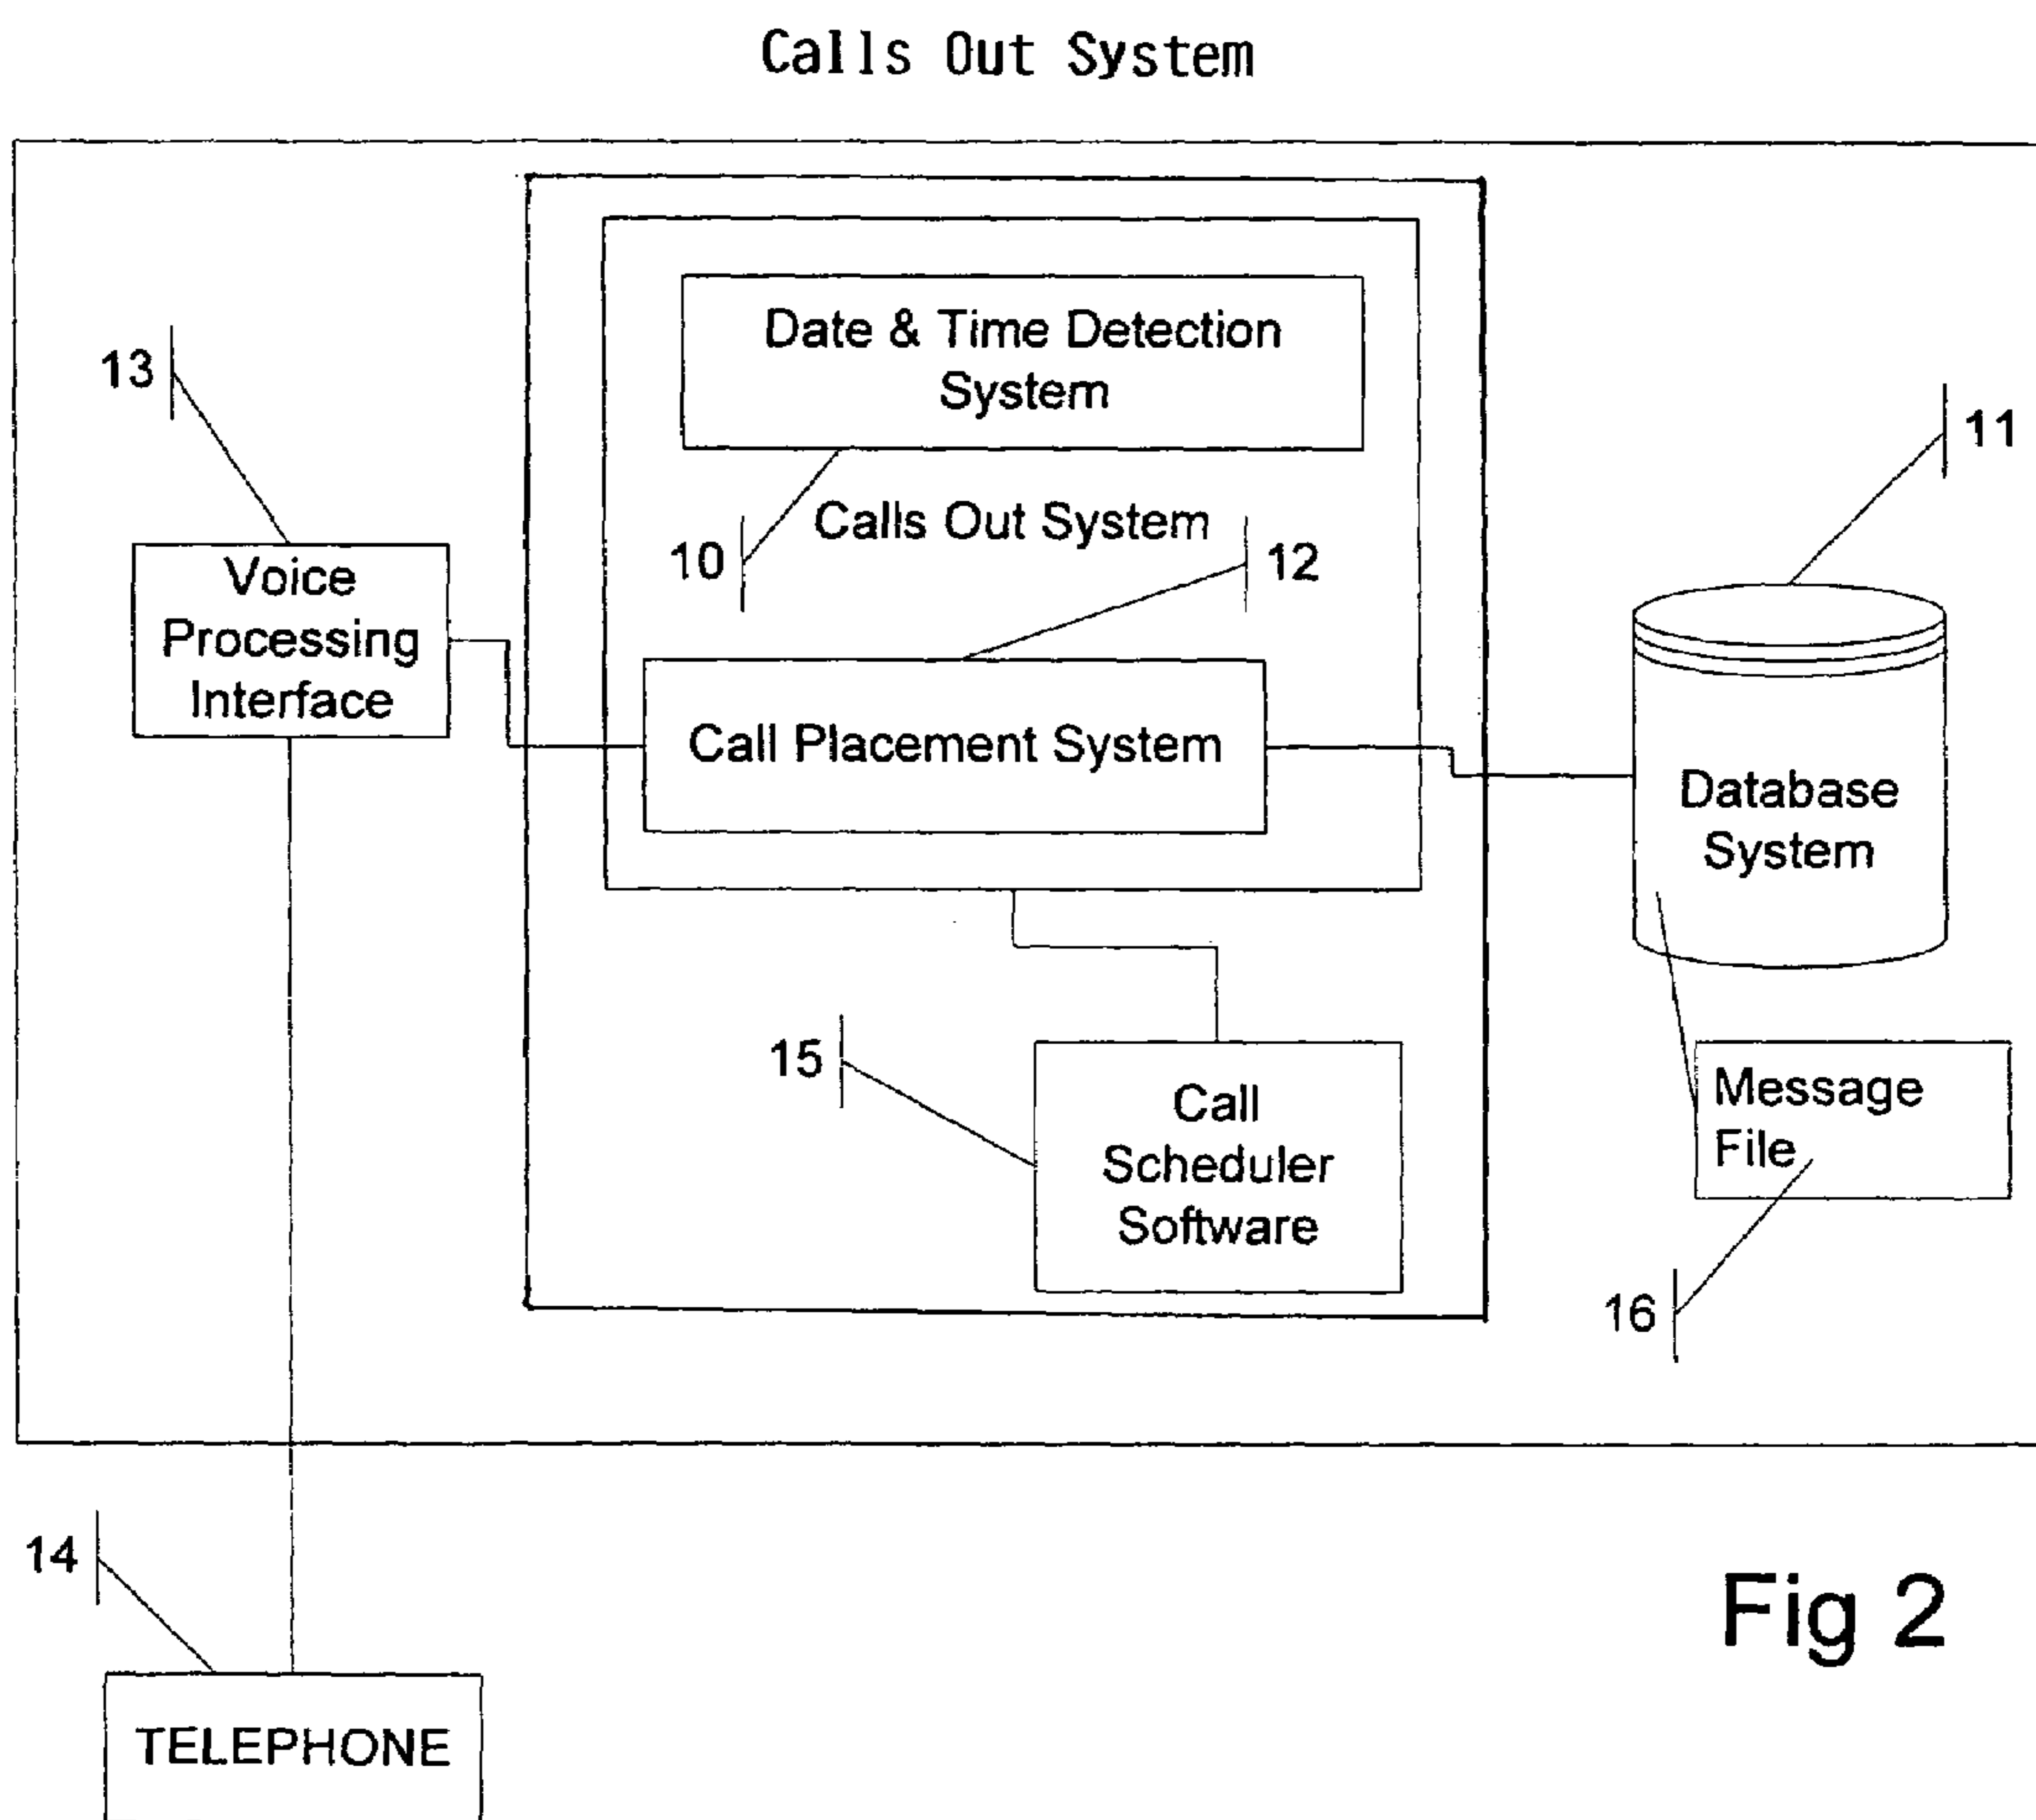 Calls Out System
Date & Time Detection
System
13
11
Calls Out System
10
12
Voice
Processing
Interface
Call Placement System
Database
System
15
Call
Scheduler
Software
Message
File
16
14
Fig 2
TELEPHONE